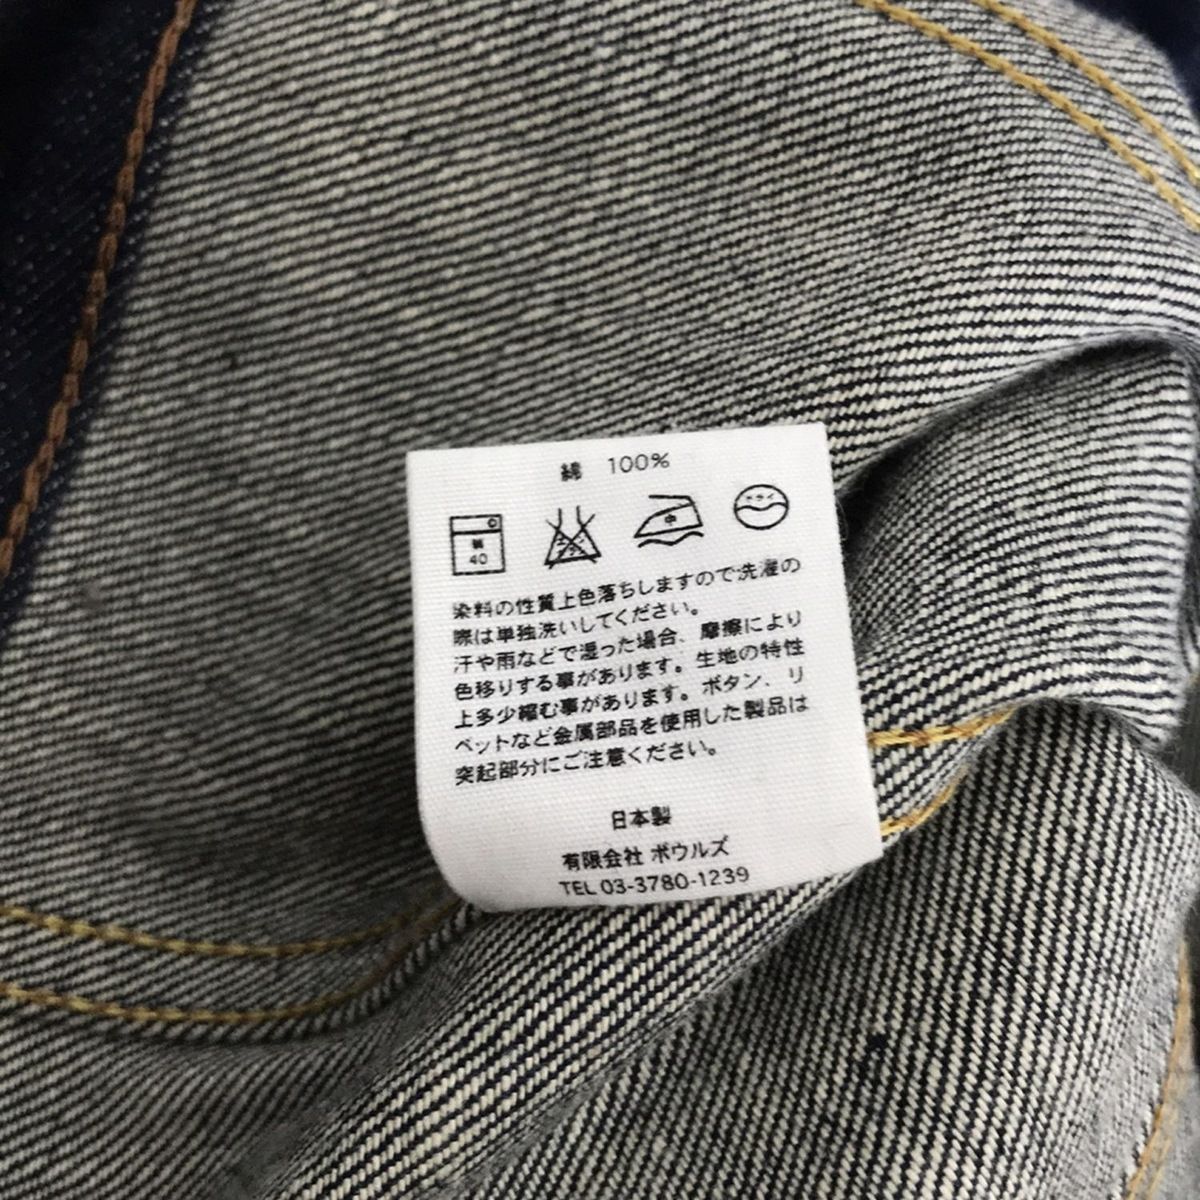 綿 100%
40
中
ドライ
染料の性質上色落ちしますので洗濯の
際は単独洗いしてください。
汗や雨などで湿った場合、摩擦により
色移りする事があります。生地の特性
上多少縮む事があります。ボタン、リ
ベットなど金属部品を使用した製品は
突起部分にご注意ください。
日本製
有限会社 ボウルズ
TEL 03-3780-1239